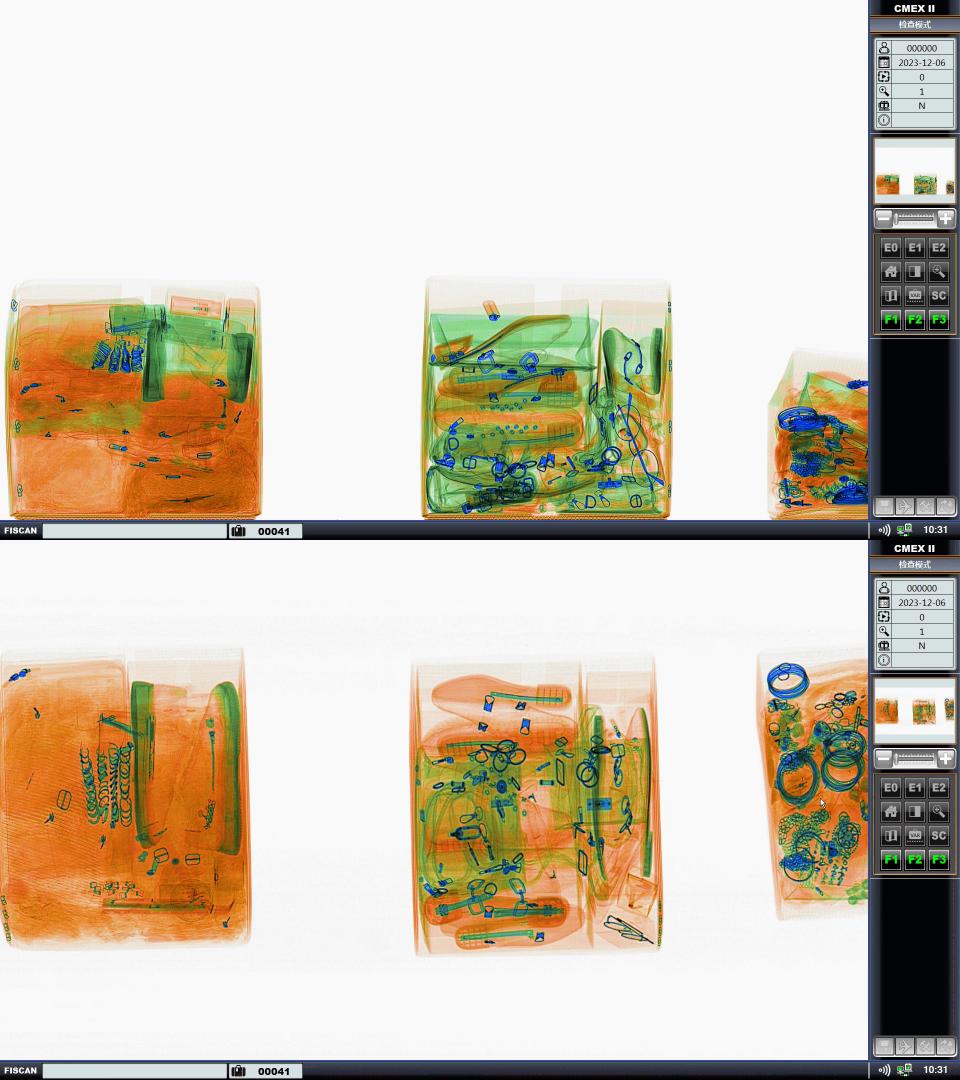 CMEX II
检查模式
000000
2023-12-06
0
1
N
E0 E1 E2
VAR SC
F1 F2 F3
FISCAN
00041
10:31
CMEX II
检查模式
000000
2023-12-06
0
1
N
E0 E1 E2
VAR SC
F1 F2 F3
FISCAN
00041
10:31